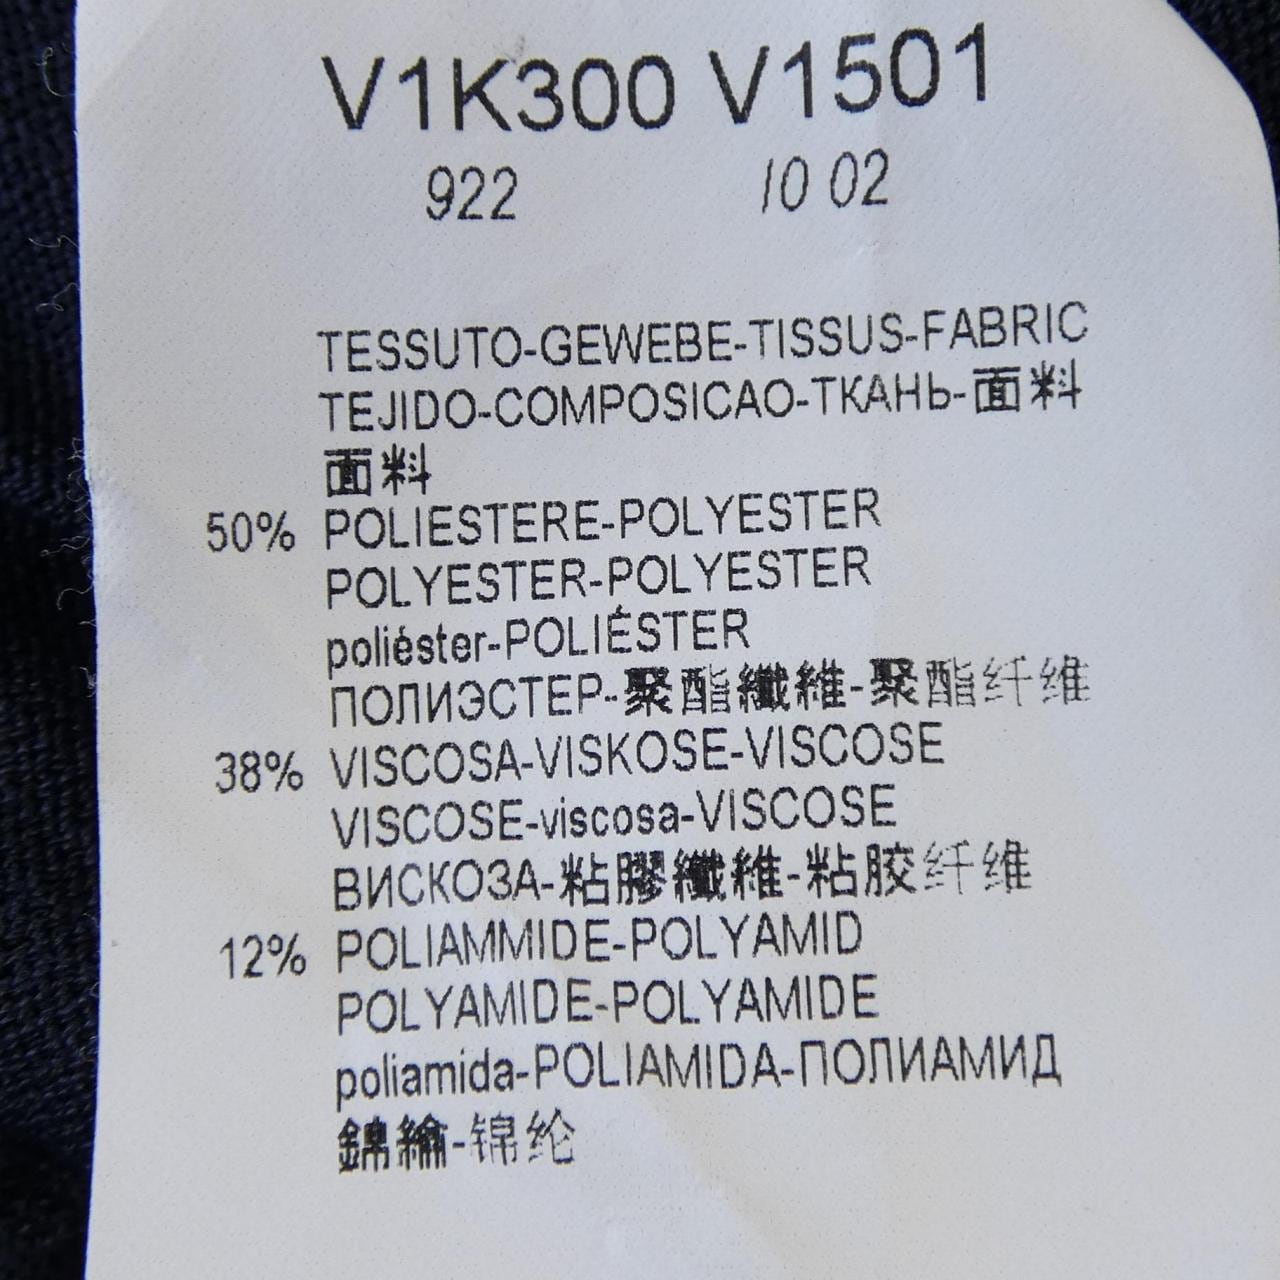 V1K300 V1501
922 10 02
TESSUTO-GEWEBE-TISSUS-FABRIC
TEJIDO-COMPOSICAO-ТКАНЬ-面料
面料
50% POLIESTERE-POLYESTER
POLYESTER-POLYESTER
poliéster-POLIÉSTER
ПОЛИЭСТЕР-聚酯纖維-聚酯纤维
38% VISCOSA-VISKOSE-VISCOSE
VISCOSE-viscosa-VISCOSE
ВИСКОЗА-粘膠纖維-粘胶纤维
12% POLIAMMIDE-POLYAMID
POLYAMIDE-POLYAMIDE
poliamida-POLIAMIDA-ПОЛИАМИД
錦綸-锦纶